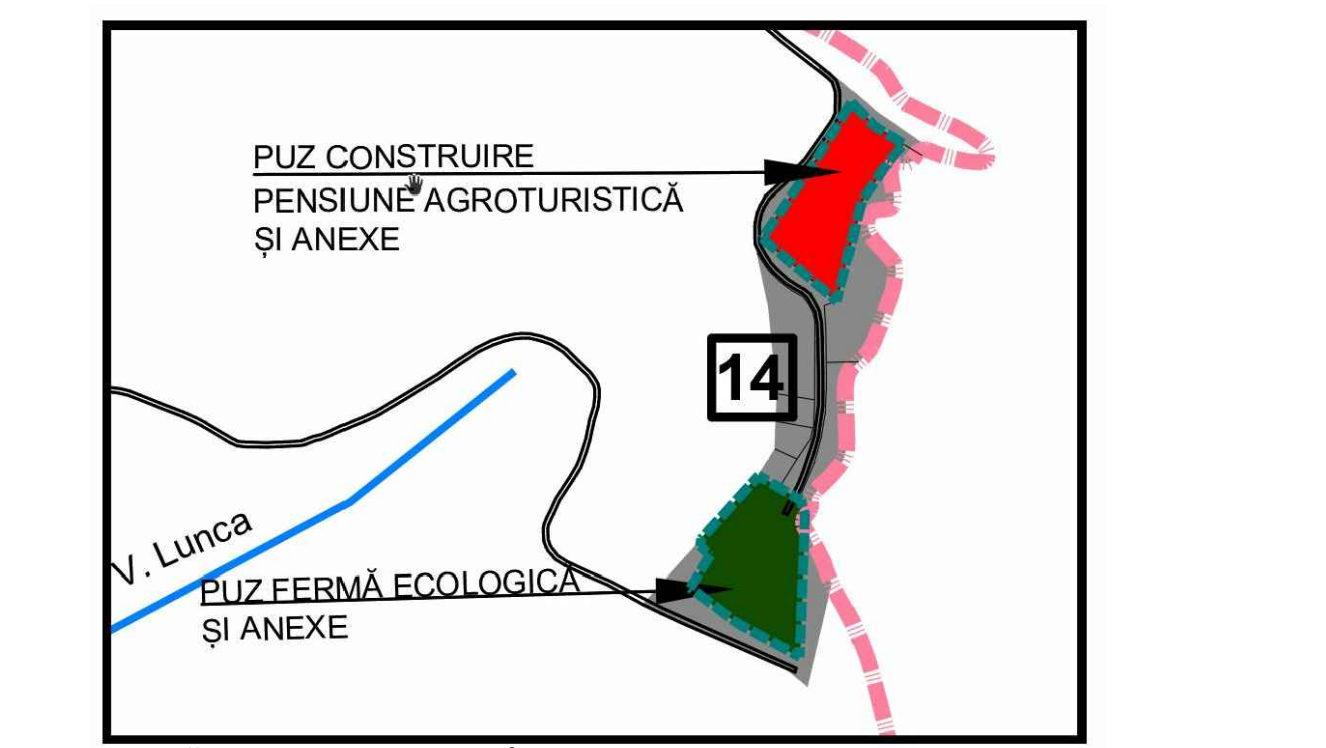 PUZ CONSTRUIRE
PENSIUNE AGROTURISTICĂ
ȘI ANEXE
14
V. Lunca
PUZ FERMĂ ECOLOGICĂ
ȘI ANEXE